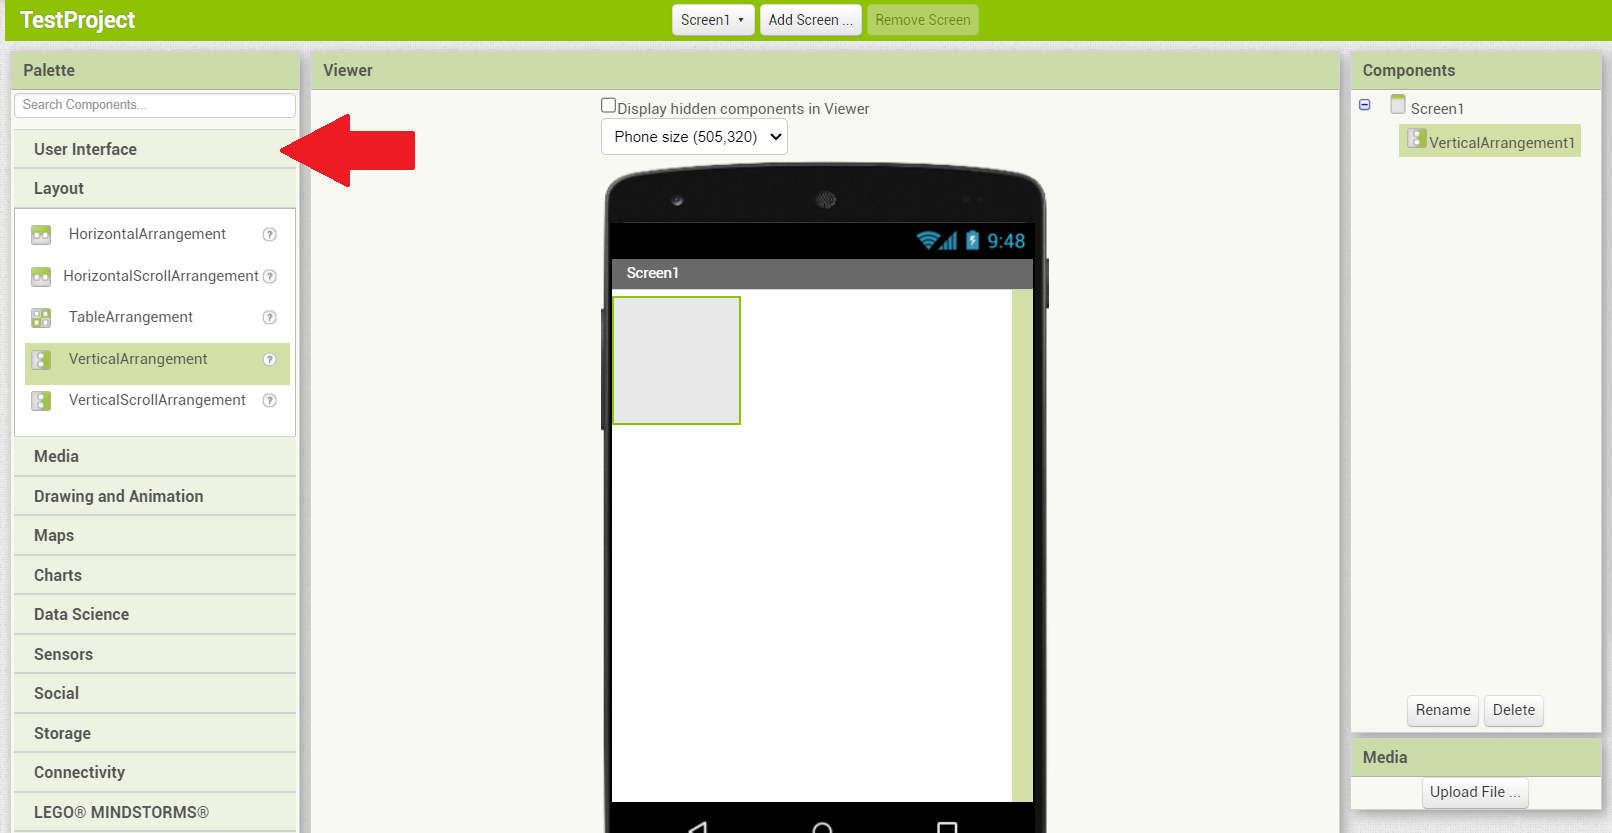 TestProject
Screen1
Add Screen ...
Remove Screen
Palette
Search Components...
User Interface
Layout
HorizontalArrangement
HorizontalScrollArrangement
TableArrangement
VerticalArrangement
VerticalScrollArrangement
Media
Drawing and Animation
Maps
Charts
Data Science
Sensors
Social
Storage
Connectivity
LEGO® MINDSTORMS®
Viewer
Display hidden components in Viewer
Phone size (505,320)
9:48
Screen1
Components
Screen1
VerticalArrangement1
Rename
Delete
Media
Upload File ...